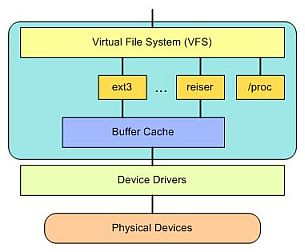 Virtual File System (VFS)
ext3 ... reiser /proc
Buffer Cache
Device Drivers
Physical Devices